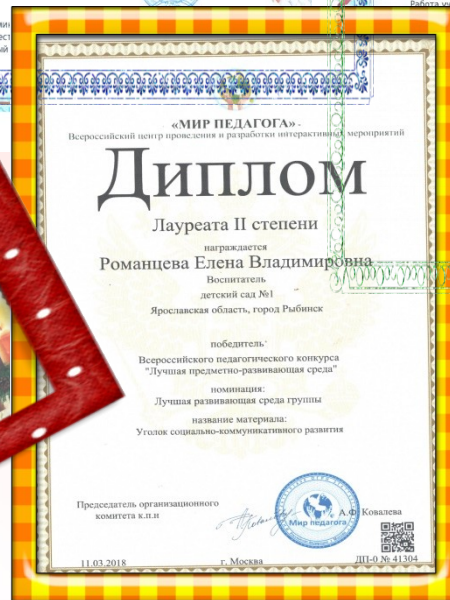 Работа
«МИР ПЕДАГОГА» -
Всероссийский центр проведения и разработки интерактивных мероприятий
Диплом
Лауреата II степени
награждается
Романцева Елена Владимировна
Воспитатель
детский сад №1
Ярославская область, город Рыбинск
победитель:
Всероссийского педагогического конкурса
"Лучшая предметно-развивающая среда"
номинация:
Лучшая развивающая среда группы
название материала:
Уголок социально-коммуникативного развития
Председатель организационного
комитета к.п.н
А.Ф. Ковалева
Мир педагога
11.03.2018
г. Москва
ДП-0 № 41304